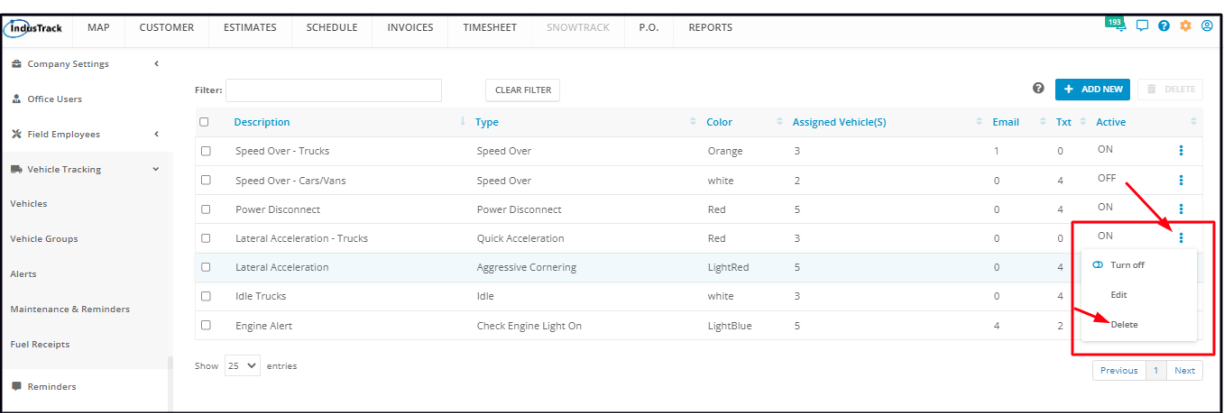 IndusTrack MAP CUSTOMER ESTIMATES SCHEDULE INVOICES TIMESHEET SNOWTRACK P.O. REPORTS 193
Company Settings
Office Users
Field Employees
Vehicle Tracking
Vehicles
Vehicle Groups
Alerts
Maintenance & Reminders
Fuel Receipts
Reminders
Filter: CLEAR FILTER ? + ADD NEW DELETE
Description Type Color Assigned Vehicle(S) Email Txt Active
Speed Over - Trucks Speed Over Orange 3 1 0 ON
Speed Over - Cars/Vans Speed Over white 2 0 4 OFF
Power Disconnect Power Disconnect Red 5 0 4 ON
Lateral Acceleration - Trucks Quick Acceleration Red 3 0 0 ON
Lateral Acceleration Aggressive Cornering LightRed 5 0 4
Idle Trucks Idle white 3 0 4
Engine Alert Check Engine Light On LightBlue 5 4 2
Turn off
Edit
Delete
Show 25 entries
Previous 1 Next